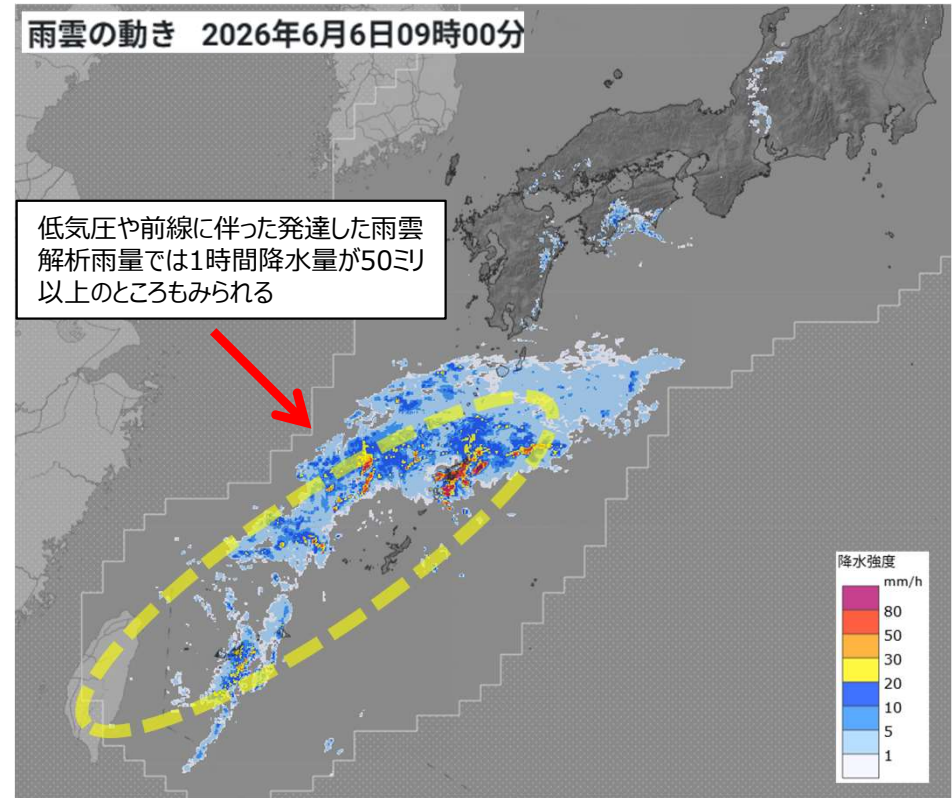 雨雲の動き 2026年6月6日09時00分
低気圧や前線に伴った発達した雨雲
解析雨量では1時間降水量が50ミリ
以上のところもみられる
降水強度
mm/h
80
50
30
20
10
5
1